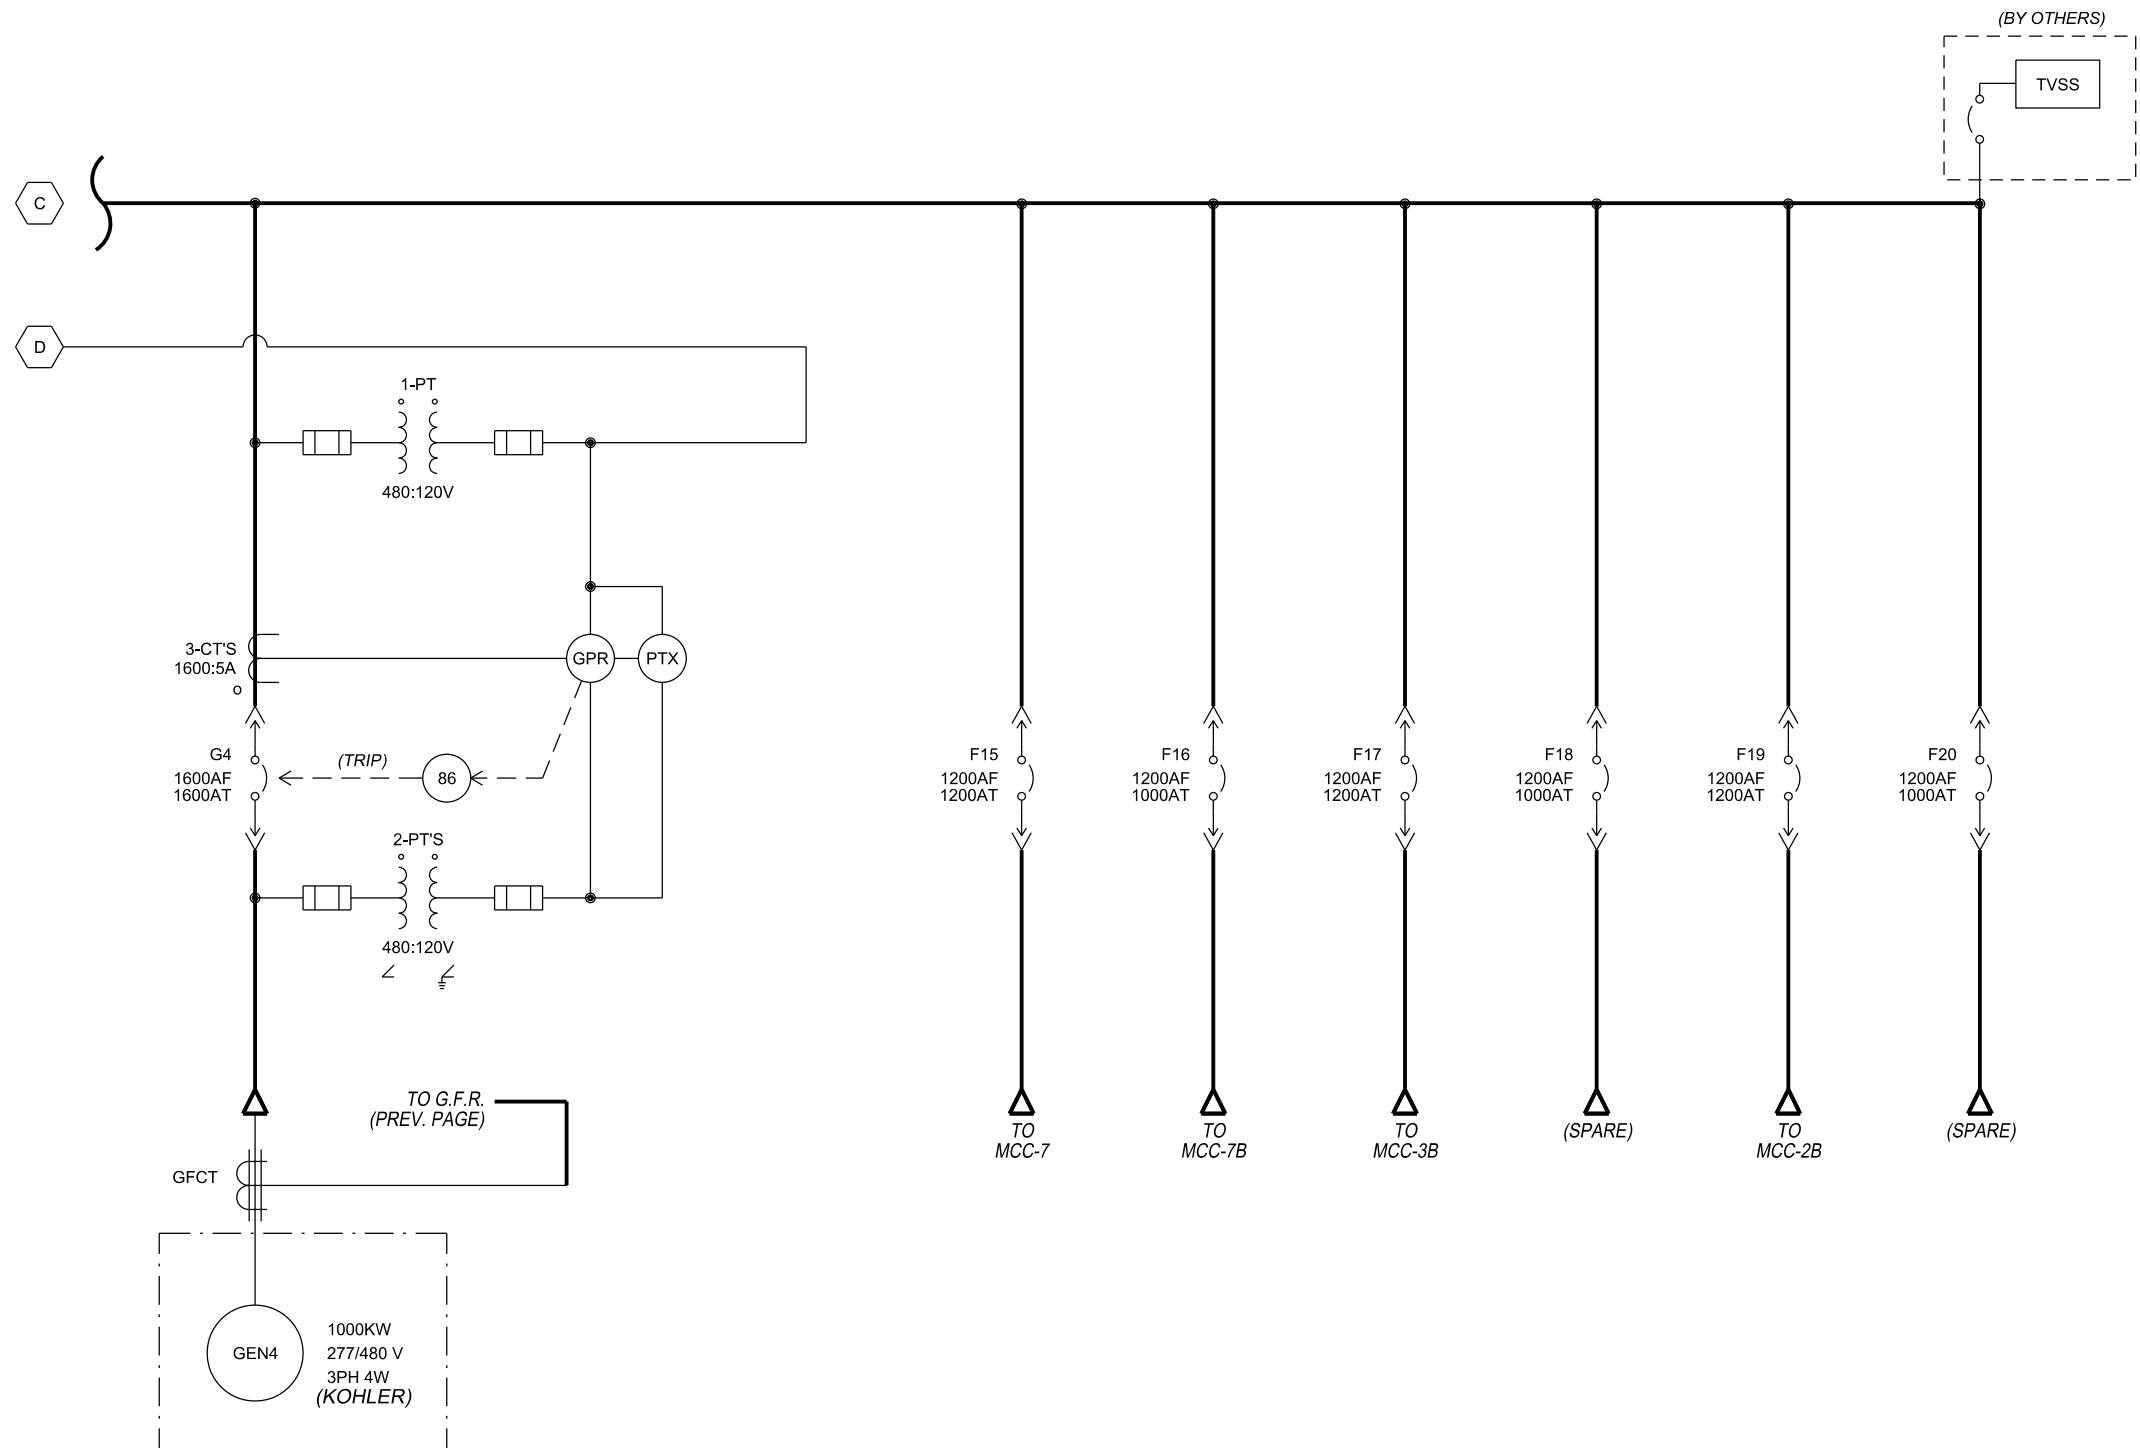 (BY OTHERS)
TVSS
C
D
1-PT
480:120V
3-CT'S
1600:5A
GPR
PTX
G4
1600AF
1600AT
(TRIP)
86
2-PT'S
480:120V
F15
1200AF
1200AT
F16
1200AF
1000AT
F17
1200AF
1200AT
F18
1200AF
1000AT
F19
1200AF
1200AT
F20
1200AF
1000AT
TO G.F.R.
(PREV. PAGE)
TO
MCC-7
TO
MCC-7B
TO
MCC-3B
(SPARE)
TO
MCC-2B
(SPARE)
GFCT
GEN4
1000KW
277/480 V
3PH 4W
(KOHLER)